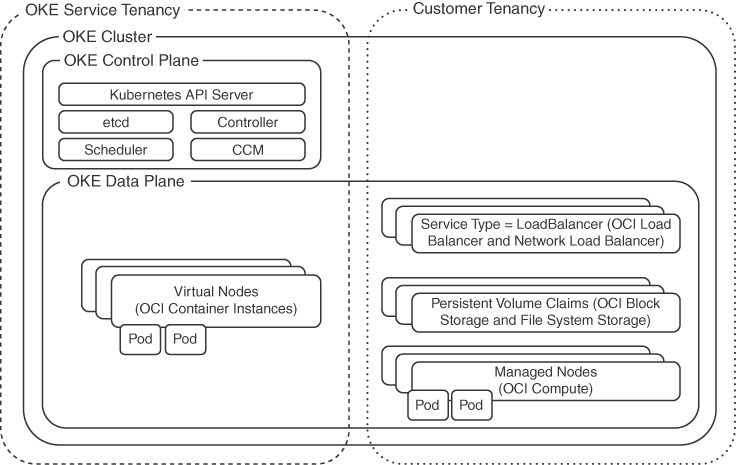 OKE Service Tenancy
Customer Tenancy
OKE Cluster
OKE Control Plane
Kubernetes API Server
etcd
Controller
Scheduler
CCM
OKE Data Plane
Service Type = LoadBalancer (OCI Load
Balancer and Network Load Balancer)
Virtual Nodes
(OCI Container Instances)
Pod
Pod
Persistent Volume Claims (OCI Block
Storage and File System Storage)
Managed Nodes
(OCI Compute)
Pod
Pod